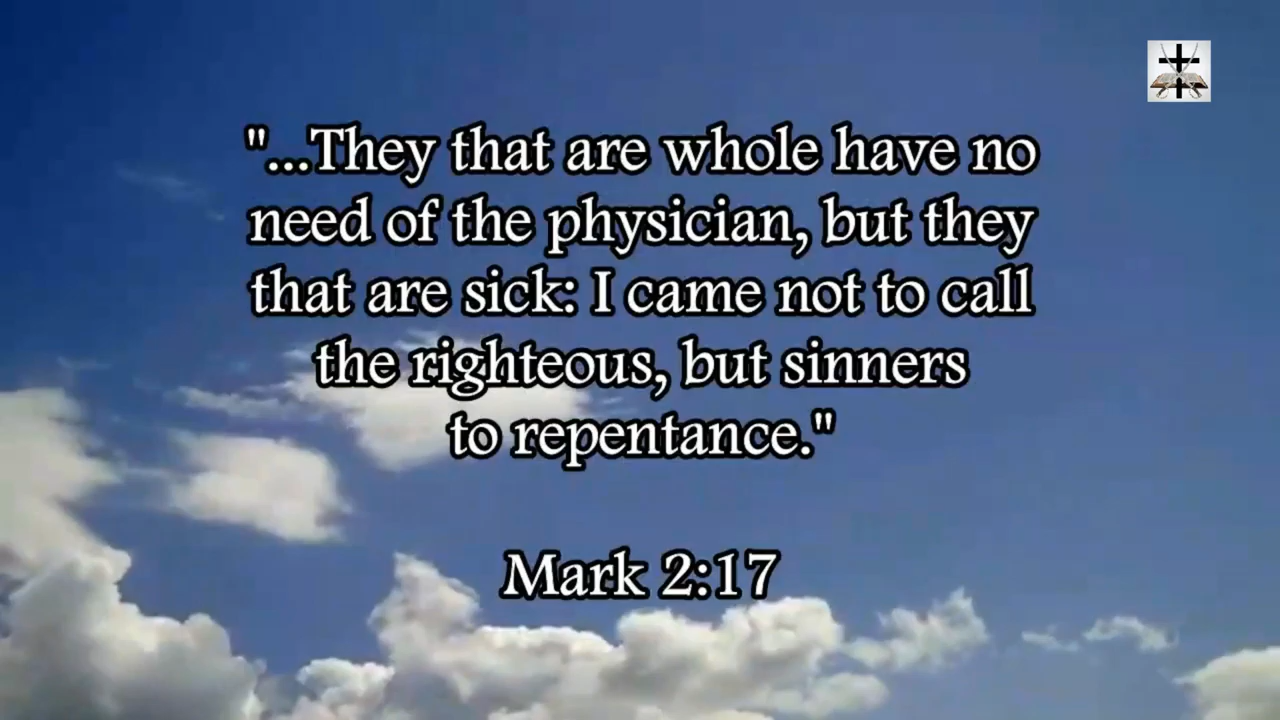 "...They that are whole have no
need of the physician, but they
that are sick: I came not to call
the righteous, but sinners
to repentance."
Mark 2:17